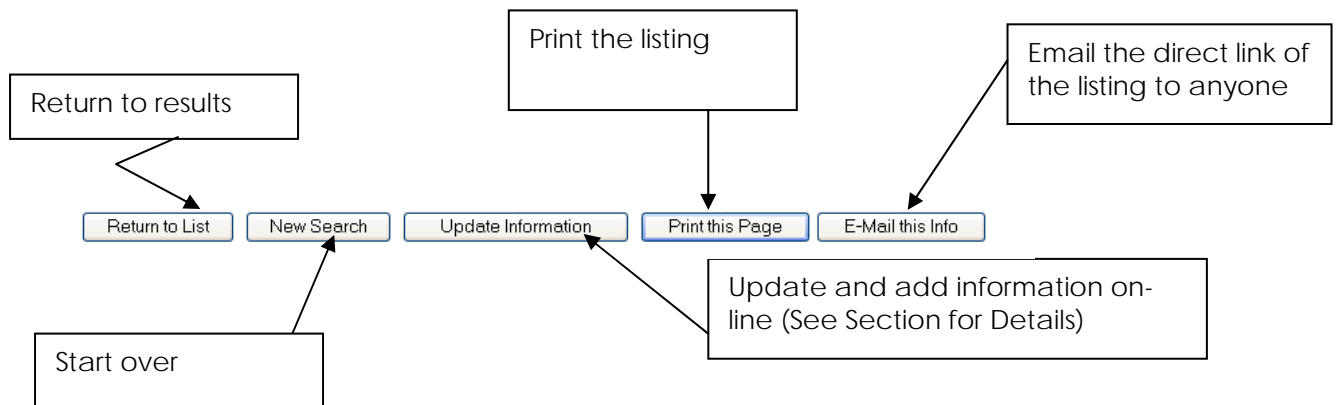 Print the listing
Email the direct link of
the listing to anyone
Return to results
Return to List
New Search
Update Information
Print this Page
E-Mail this Info
Update and add information on-
line (See Section for Details)
Start over